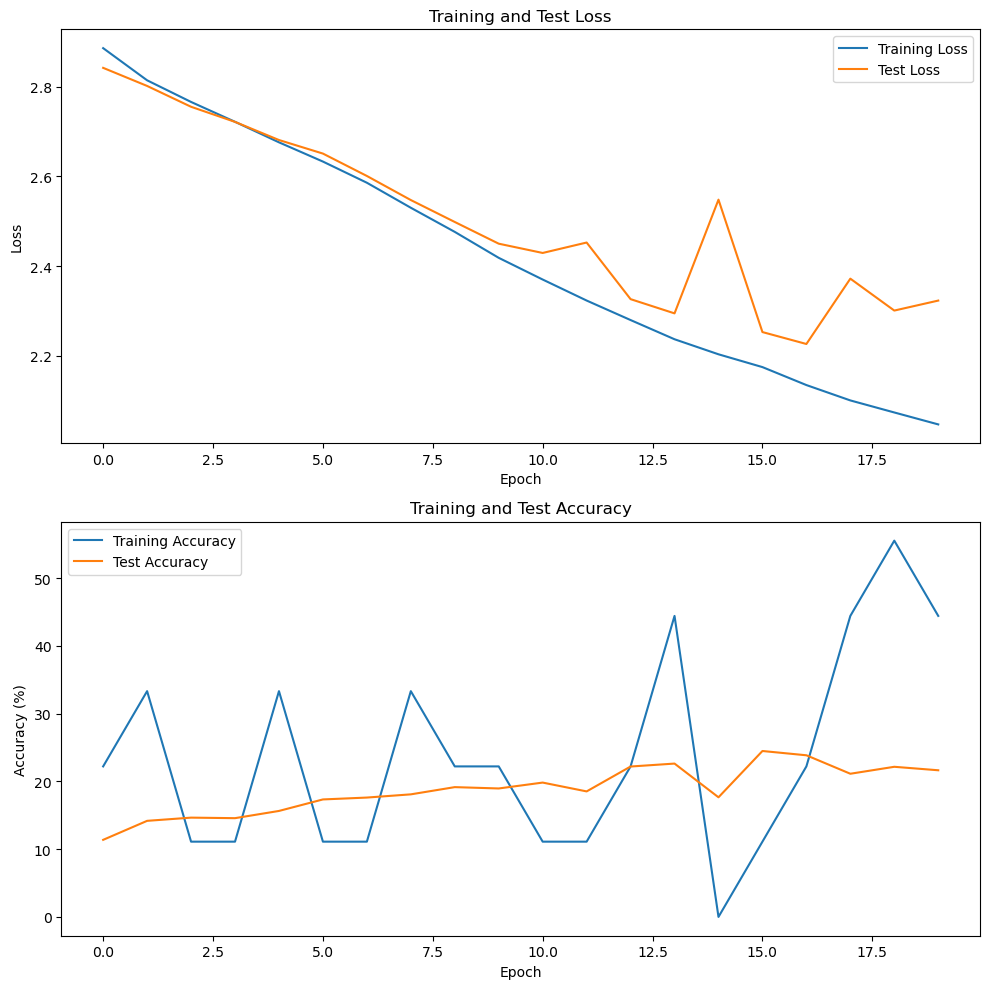 Training and Test Loss
Training Loss
Test Loss
2.8
2.6
2.4
2.2
Loss
0.0 2.5 5.0 7.5 10.0 12.5 15.0 17.5
Epoch
Training and Test Accuracy
Training Accuracy
Test Accuracy
50
40
30
20
10
0
Accuracy (%)
0.0 2.5 5.0 7.5 10.0 12.5 15.0 17.5
Epoch